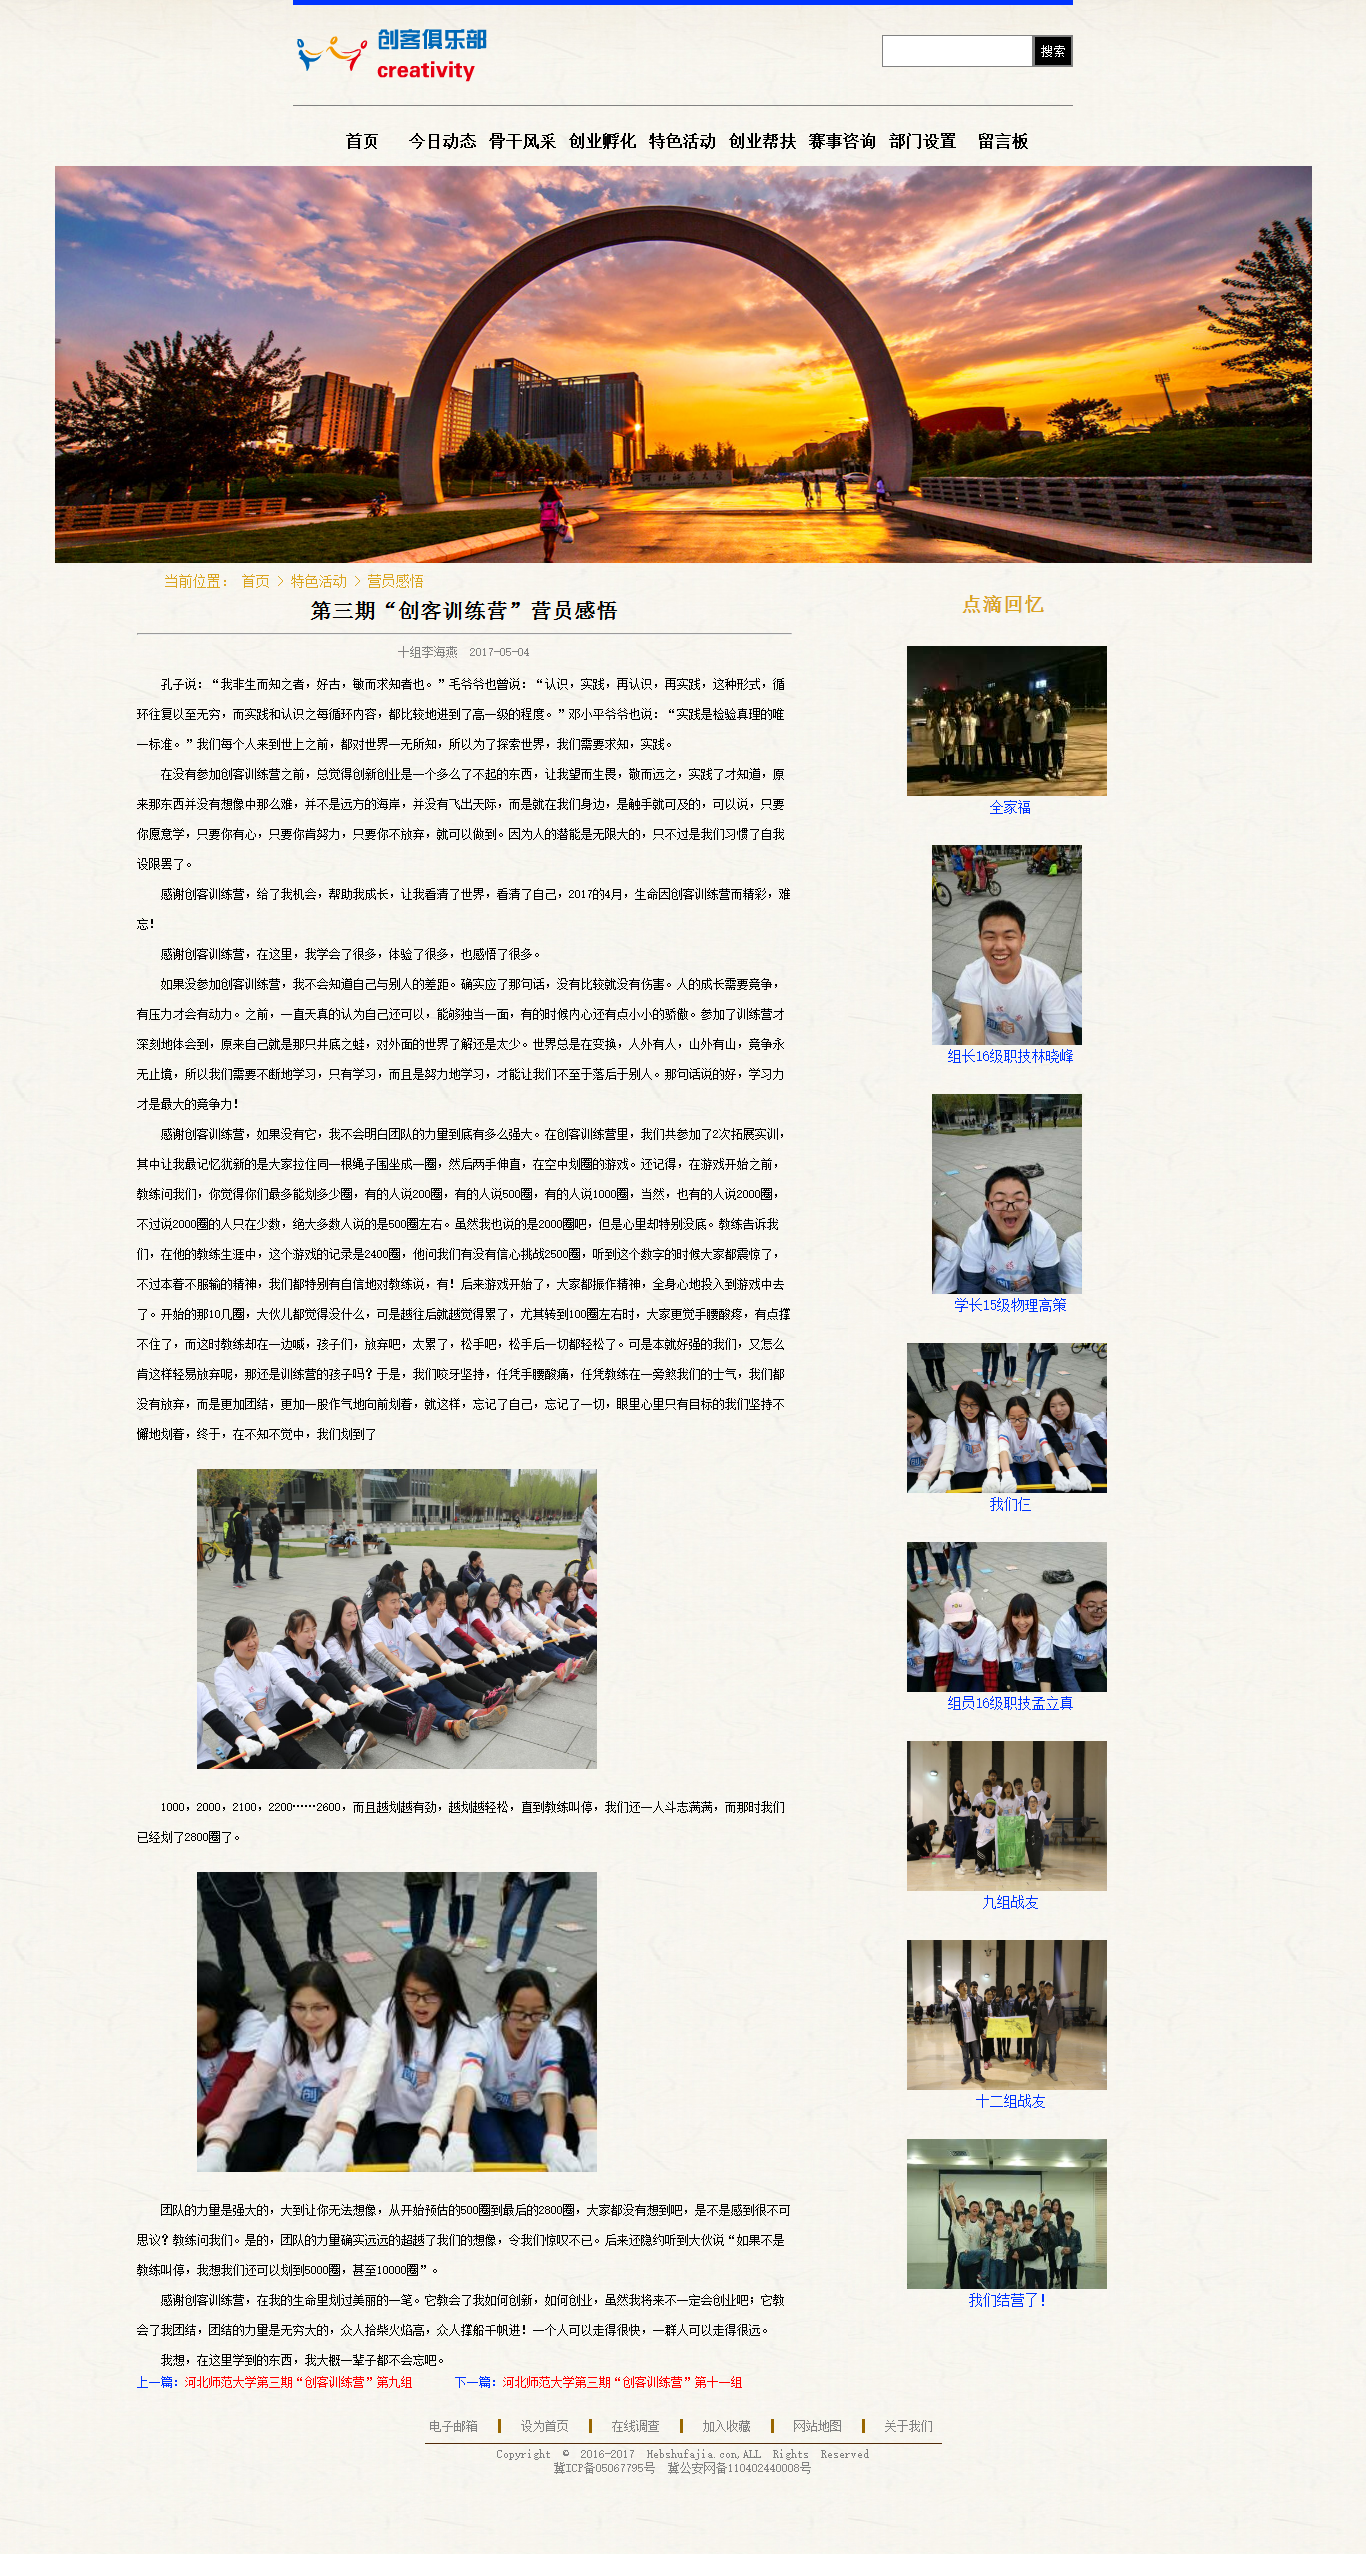 创客俱乐部
creativity
搜索
首页 今日动态 骨干风采 创业孵化 特色活动 创业帮扶 赛事咨询 部门设置 留言板
河北师范大学
当前位置： 首页 > 特色活动 > 营员感悟
第三期“创客训练营”营员感悟
十组李海燕 2017-05-04
孔子说：“我非生而知之者，好古，敏而求知者也。”毛爷爷也曾说：“认识，实践，再认识，再实践，这种形式，循
环往复以至无穷，而实践和认识之每循环内容，都比较地进到了高一级的程度。”邓小平爷爷也说：“实践是检验真理的唯
一标准。”我们每个人来到世上之前，都对世界一无所知，所以为了探索世界，我们需要求知，实践。
在没有参加创客训练营之前，总觉得创新创业是一个多么了不起的东西，让我望而生畏，敬而远之，实践了才知道，原
来那东西并没有想像中那么难，并不是远方的海岸，并没有飞出天际，而是就在我们身边，是触手就可及的，可以说，只要
你愿意学，只要你有心，只要你肯努力，只要你不放弃，就可以做到。因为人的潜能是无限大的，只不过是我们习惯了自我
设限罢了。
感谢创客训练营，给了我机会，帮助我成长，让我看清了世界，看清了自己，2017的4月，生命因创客训练营而精彩，难
忘！
感谢创客训练营，在这里，我学会了很多，体验了很多，也感悟了很多。
如果没参加创客训练营，我不会知道自己与别人的差距。确实应了那句话，没有比较就没有伤害。人的成长需要竞争，
有压力才会有动力。之前，一直天真的认为自己还可以，能够独当一面，有的时候内心还有点小小的骄傲。参加了训练营才
深刻地体会到，原来自己就是那只井底之蛙，对外面的世界了解还是太少。世界总是在变换，人外有人，山外有山，竞争永
无止境，所以我们需要不断地学习，只有学习，而且是努力地学习，才能让我们不至于落后于别人。那句话说的好，学习力
才是最大的竞争力！
感谢创客训练营，如果没有它，我不会明白团队的力量到底有多么强大。在创客训练营里，我们共参加了2次拓展实训，
其中让我最记忆犹新的是大家拉住同一根绳子围坐成一圈，然后两手伸直，在空中划圈的游戏。还记得，在游戏开始之前，
教练问我们，你觉得你们最多能划多少圈，有的人说200圈，有的人说500圈，有的人说1000圈，当然，也有的人说2000圈，
不过说2000圈的人只在少数，绝大多数人说的是500圈左右。虽然我也说的是2000圈吧，但是心里却特别没底。教练告诉我
们，在他的教练生涯中，这个游戏的记录是2400圈，他问我们有没有信心挑战2500圈，听到这个数字的时候大家都震惊了，
不过本着不服输的精神，我们都特别有自信地对教练说，有！后来游戏开始了，大家都振作精神，全身心地投入到游戏中去
了。开始的那10几圈，大伙儿都觉得没什么，可是越往后就越觉得累了，尤其转到100圈左右时，大家更觉手腰酸疼，有点撑
不住了，而这时教练却在一边喊，孩子们，放弃吧，太累了，松手吧，松手后一切都轻松了。可是本就好强的我们，又怎么
肯这样轻易放弃呢，那还是训练营的孩子吗？于是，我们咬牙坚持，任凭手腰酸痛，任凭教练在一旁煞我们的士气，我们都
没有放弃，而是更加团结，更加一股作气地向前划着，就这样，忘记了自己，忘记了一切，眼里心里只有目标的我们坚持不
懈地划着，终于，在不知不觉中，我们划到了
1000，2000，2100，2200……2600，而且越划越有劲，越划越轻松，直到教练叫停，我们还一人斗志满满，而那时我们
已经划了2800圈了。
团队的力量是强大的，大到让你无法想像，从开始预估的500圈到最后的2800圈，大家都没有想到吧，是不是感到很不可
思议？教练问我们。是的，团队的力量确实远远的超越了我们的想像，令我们惊叹不已。后来还隐约听到大伙说“如果不是
教练叫停，我想我们还可以划到5000圈，甚至10000圈”。
感谢创客训练营，在我的生命里划过美丽的一笔。它教会了我如何创新，如何创业，虽然我将来不一定会创业吧；它教
会了我团结，团结的力量是无穷大的，众人拾柴火焰高，众人撑船千帆进！一个人可以走得很快，一群人可以走得很远。
我想，在这里学到的东西，我大概一辈子都不会忘吧。
上一篇：河北师范大学第三期“创客训练营”第九组 下一篇：河北师范大学第三期“创客训练营”第十一组
点滴回忆
全家福
组长16级职技林晓峰
学长15级物理高策
我们仨
组员16级职技孟立真
九组战友
十二组战友
我们结营了！
电子邮箱 设为首页 在线调查 加入收藏 网站地图 关于我们
Copyright © 2016-2017 Hebshufajia.con,ALL Rights Reserved
冀ICP备05067795号 冀公安网备110402440008号